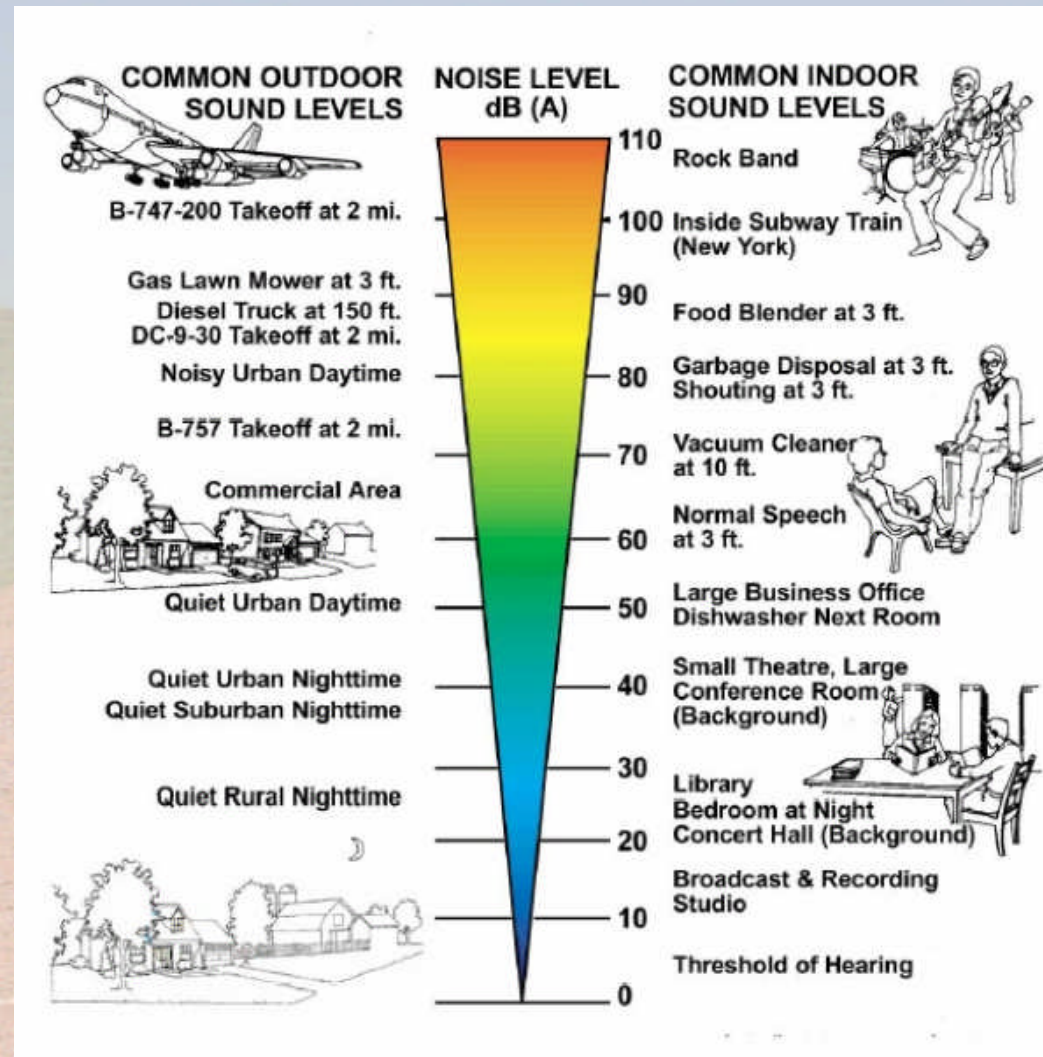 COMMON OUTDOOR
SOUND LEVELS
B-747-200 Takeoff at 2 mi.
Gas Lawn Mower at 3 ft.
Diesel Truck at 150 ft.
DC-9-30 Takeoff at 2 mi.
Noisy Urban Daytime
B-757 Takeoff at 2 mi.
Commercial Area
Quiet Urban Daytime
Quiet Urban Nighttime
Quiet Suburban Nighttime
Quiet Rural Nighttime
NOISE LEVEL
dB (A)
110
100
90
80
70
60
50
40
30
20
10
0
COMMON INDOOR
SOUND LEVELS
Rock Band
Inside Subway Train
(New York)
Food Blender at 3 ft.
Garbage Disposal at 3 ft.
Shouting at 3 ft.
Vacuum Cleaner
at 10 ft.
Normal Speech
at 3 ft.
Large Business Office
Dishwasher Next Room
Small Theatre, Large
Conference Room
(Background)
Library
Bedroom at Night
Concert Hall (Background)
Broadcast & Recording
Studio
Threshold of Hearing